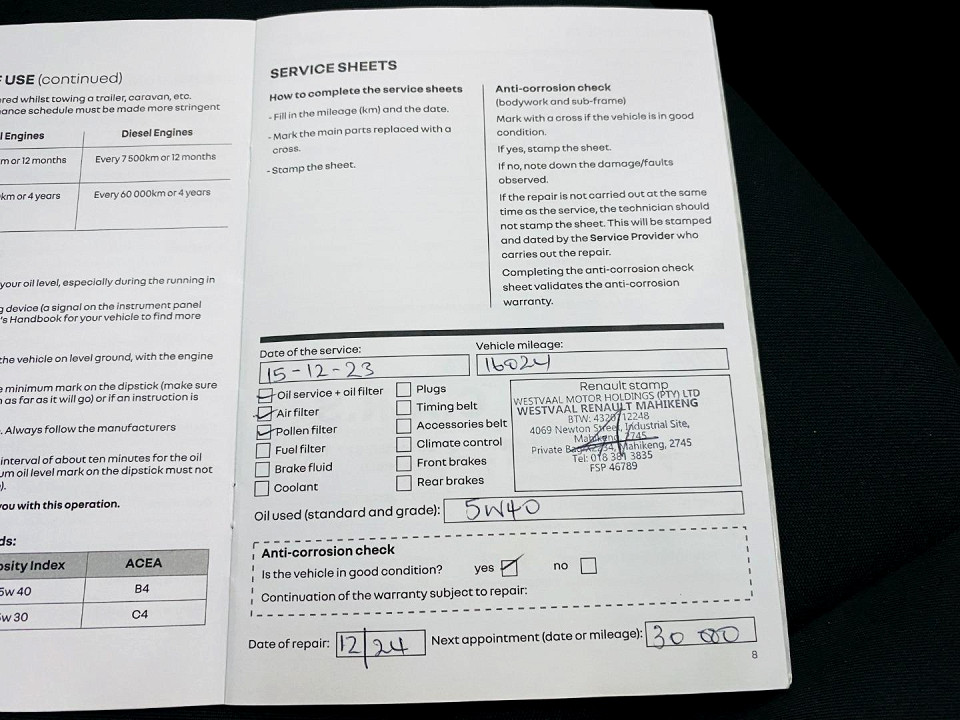 F USE (continued)
ered whilst towing a trailer, caravan, etc.
nance schedule must be made more stringent
l Engines
Diesel Engines
m or 12 months
Every 7 500km or 12 months
km or 4 years
Every 60 000km or 4 years
your oil level, especially during the running in
g device (a signal on the instrument panel
's Handbook for your vehicle to find more
the vehicle on level ground, with the engine
e minimum mark on the dipstick (make sure
n as far as it will go) or if an instruction is
. Always follow the manufacturers
interval of about ten minutes for the oil
um oil level mark on the dipstick must not
).
you with this operation.
ds:
osity Index
ACEA
5w 40
B4
5w 30
C4
SERVICE SHEETS
How to complete the service sheets
- Fill in the mileage (km) and the date.
- Mark the main parts replaced with a
cross.
- Stamp the sheet.
Anti-corrosion check
(bodywork and sub-frame)
Mark with a cross if the vehicle is in good
condition.
If yes, stamp the sheet.
If no, note down the damage/faults
observed.
If the repair is not carried out at the same
time as the service, the technician should
not stamp the sheet. This will be stamped
and dated by the Service Provider who
carries out the repair.
Completing the anti-corrosion check
sheet validates the anti-corrosion
warranty.
Date of the service:
15-12-23
Vehicle mileage:
16024
Oil service + oil filter
Air filter
Pollen filter
Fuel filter
Brake fluid
Coolant
Plugs
Timing belt
Accessories belt
Climate control
Front brakes
Rear brakes
Renault stamp
WESTVAAL MOTOR HOLDINGS (PTY) LTD
WESTVAAL RENAULT MAHIKENG
BTW: 4320712248
4069 Newton Street, Industrial Site,
Mahikeng 2745
Private Bag Mahikeng, 2745
Tel: 018 381 3835
FSP 46789
Oil used (standard and grade):
5W40
Anti-corrosion check
Is the vehicle in good condition? yes no
Continuation of the warranty subject to repair:
Date of repair: 12/24
Next appointment (date or mileage): 30 000
8